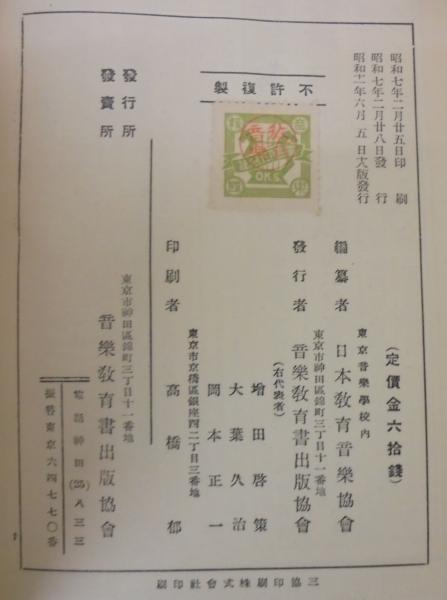 昭和七年二月廿五日印刷
昭和七年二月廿八日發行
昭和十一年六月五日六版發行
不許復製
OKS
(定價金六拾錢)
東京音樂學校內
編纂者 日本教育音樂協會
東京市神田區錦町三丁目十一番地
發行者 音樂教育書出版協會
(右代表者)
增田啓策
大葉久治
岡本正一
東京市京橋區銀座西二丁目三番地
印刷者 高橋郁
發行所
發賣所
東京市神田區錦町三丁目十一番地
音樂教育書出版協會
電話神田(25)八三三
振替東京六四七七〇番
三協印刷株式會社印刷